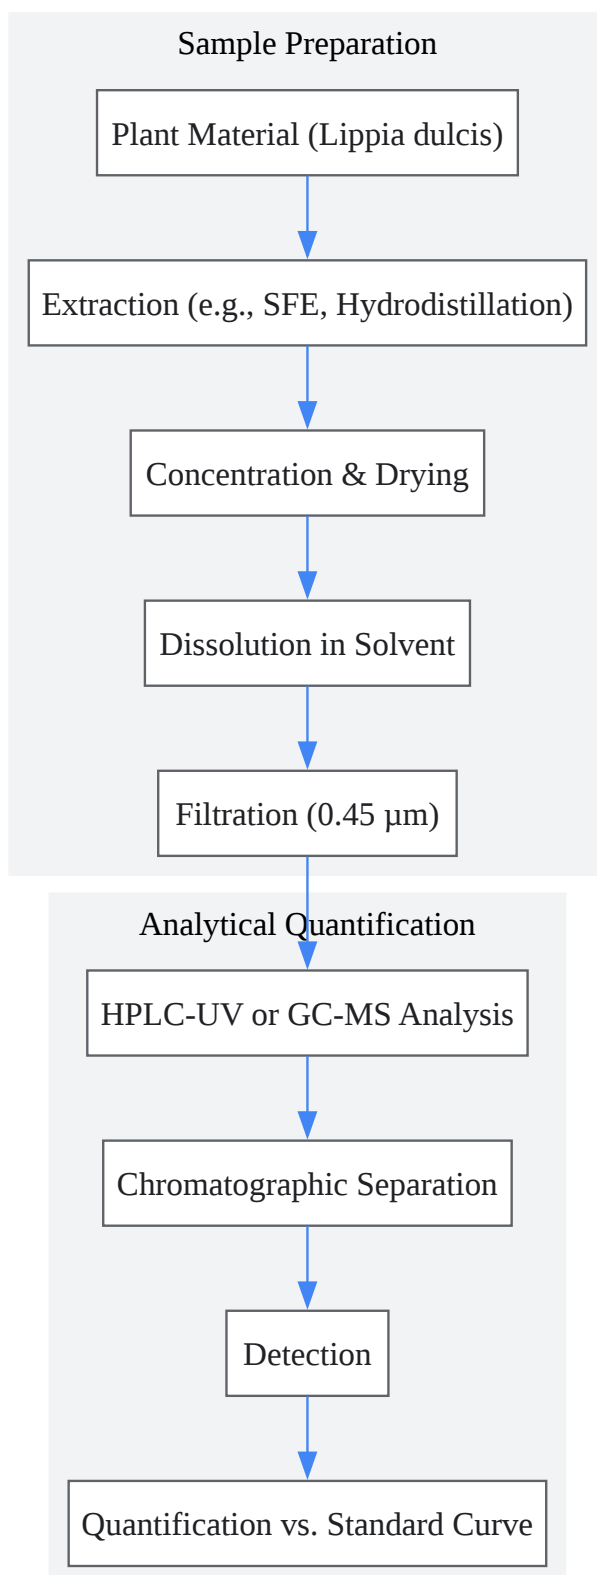 Sample Preparation
Plant Material (Lippia dulcis)
Extraction (e.g., SFE, Hydrodistillation)
Concentration & Drying
Dissolution in Solvent
Filtration (0.45 µm)
Analytical Quantification
HPLC-UV or GC-MS Analysis
Chromatographic Separation
Detection
Quantification vs. Standard Curve